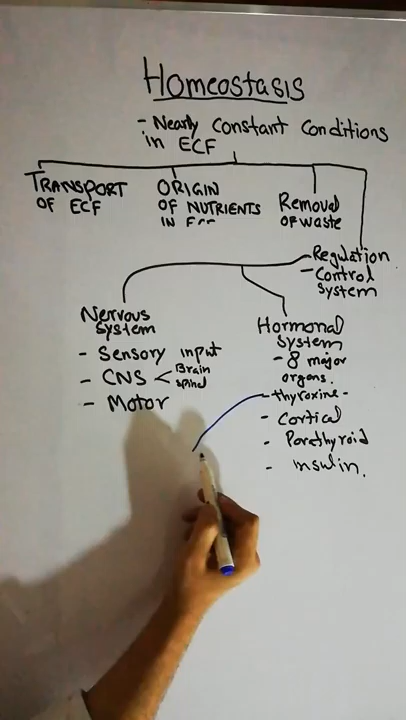 Homeostasis
- Nearly Constant Conditions
in ECF
TRANSPORT
OF ECF
ORIGIN
OF NUTRIENTS
IN
Removal
OF waste
- Regulation
- Control
System
Nervous
System
- Sensory input
- CNS < Brain
spinal
- Motor
Hormonal
System
- 8 major
organs.
- thyroxine -
- Cortical
- Parathyroid
- insulin.